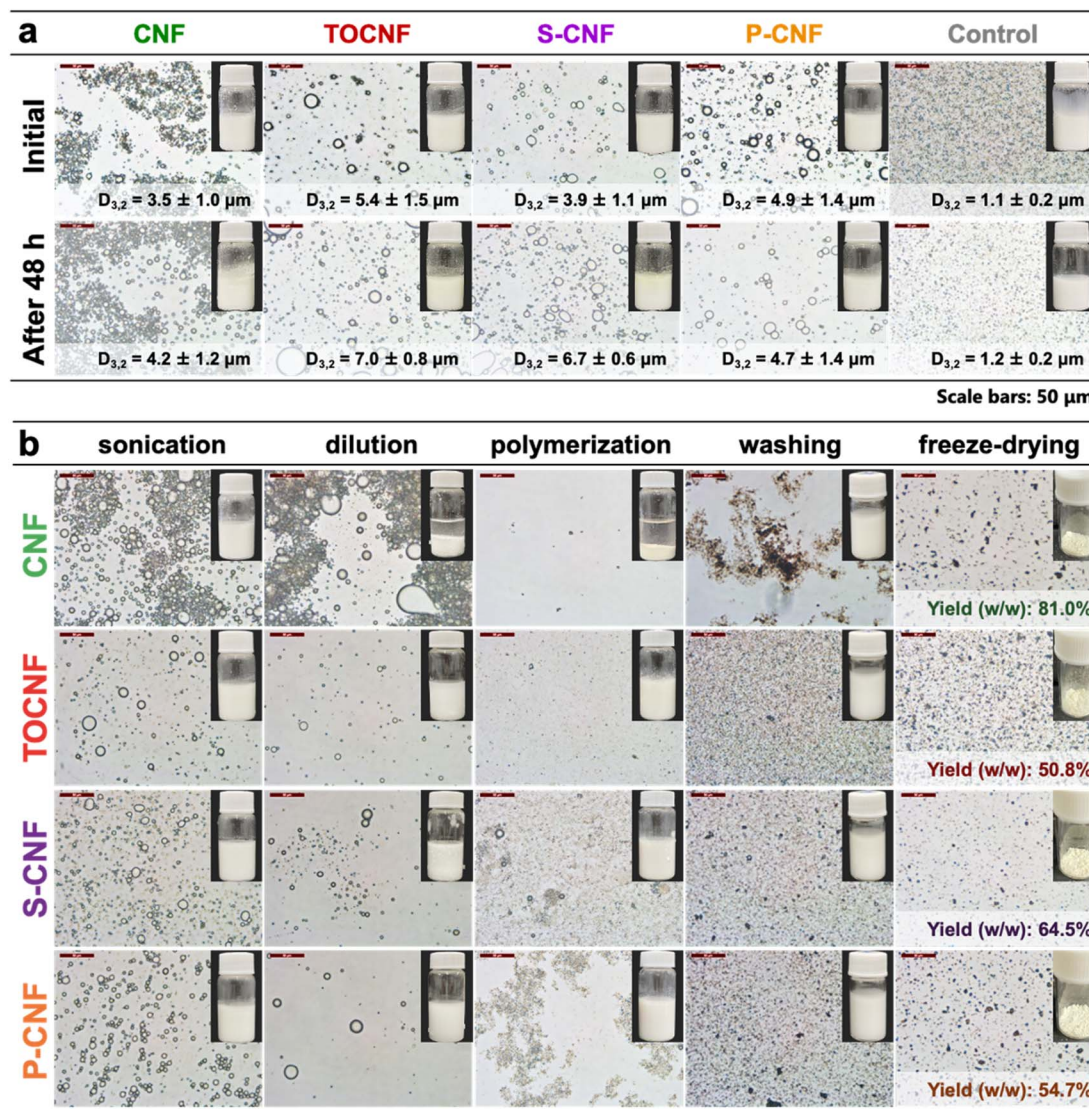 a CNF TOCNF S-CNF P-CNF Control
Initial
D3,2 = 3.5 ± 1.0 µm D3,2 = 5.4 ± 1.5 µm D3,2 = 3.9 ± 1.1 µm D3,2 = 4.9 ± 1.4 µm D3,2 = 1.1 ± 0.2 µm
After 48 h
D3,2 = 4.2 ± 1.2 µm D3,2 = 7.0 ± 0.8 µm D3,2 = 6.7 ± 0.6 µm D3,2 = 4.7 ± 1.4 µm D3,2 = 1.2 ± 0.2 µm
Scale bars: 50 µm
b sonication dilution polymerization washing freeze-drying
CNF
Yield (w/w): 81.0%
TOCNF
Yield (w/w): 50.8%
S-CNF
Yield (w/w): 64.5%
P-CNF
Yield (w/w): 54.7%